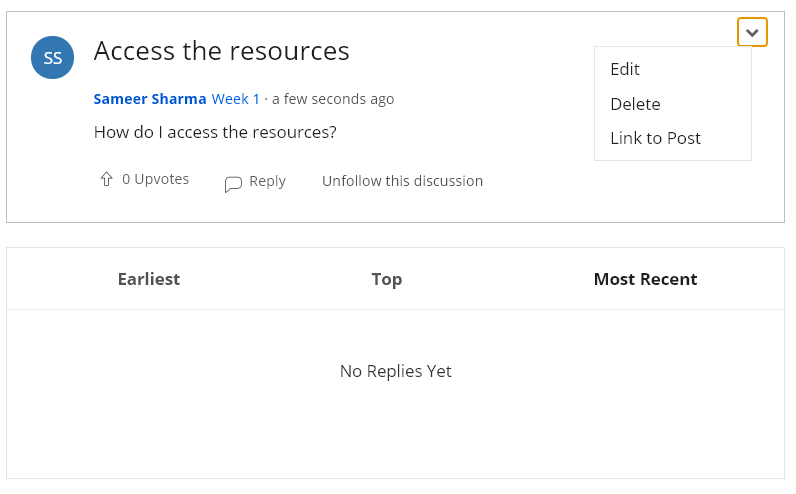 SS
Access the resources
Edit
Delete
Link to Post
Sameer Sharma Week 1 · a few seconds ago
How do I access the resources?
0 Upvotes Reply Unfollow this discussion
Earliest Top Most Recent
No Replies Yet